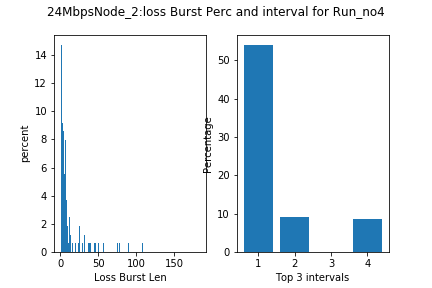 24MbpsNode_2:loss Burst Perc and interval for Run_no4
percent
14
12
10
8
6
4
2
0
0 50 100 150
Loss Burst Len
Percentage
50
40
30
20
10
0
1 2 3 4
Top 3 intervals